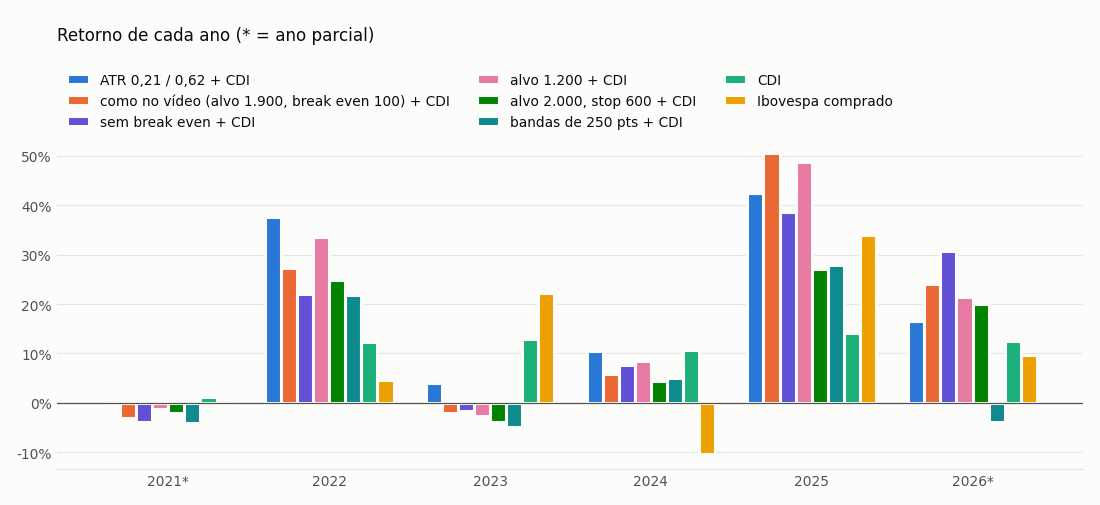 Retorno de cada ano (* = ano parcial)
ATR 0,21 / 0,62 + CDI
como no vídeo (alvo 1.900, break even 100) + CDI
sem break even + CDI
alvo 1.200 + CDI
alvo 2.000, stop 600 + CDI
bandas de 250 pts + CDI
CDI
Ibovespa comprado
50%
40%
30%
20%
10%
0%
-10%
2021*
2022
2023
2024
2025
2026*